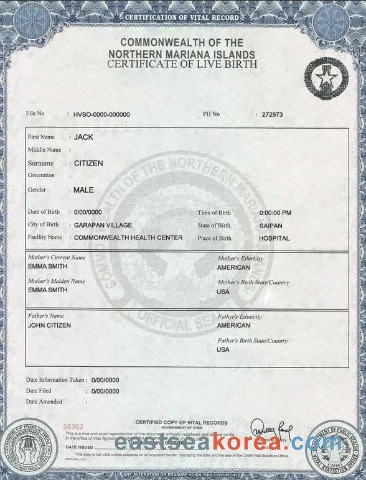 CERTIFICATION OF VITAL RECORD
COMMONWEALTH OF THE
NORTHERN MARIANA ISLANDS
CERTIFICATE OF LIVE BIRTH
File No : HVSO-0000-000000 PH No : 272973
First Name : JACK
Middle Name :
Surname : CITIZEN
Generation :
Gender : MALE
Date of Birth : 0/00/0000 Time of Birth : 0:00:00 PM
City of Birth : GARAPAN VILLAGE State of Birth : SAIPAN
Facility Name : COMMONWEALTH HEALTH CENTER Place of Birth : HOSPITAL
Mother's Current Name Mother's Ethnicity
EMMA SMITH AMERICAN
Mother's Maiden Name Mother's Birth State/Country
EMMA SMITH USA
Father's Name Father's Ethnicity
JOHN CITIZEN AMERICAN
Father's Birth State/Country
USA
Date Information Taken : 0/00/0000
Date Filed : 0/00/0000
Date Amended :
58382
CERTIFIED COPY OF VITAL RECORDS
DATE ISSUED
eastseakorea.com